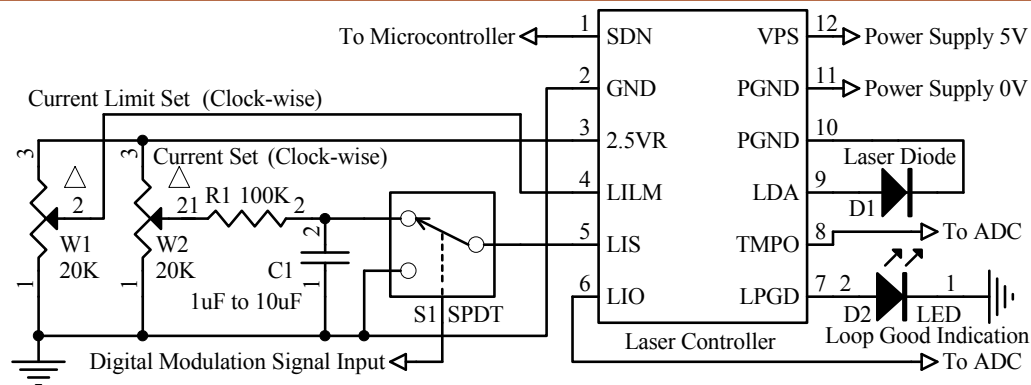 To Microcontroller
1
SDN
VPS
12
Power Supply 5V
2
GND
PGND
11
Power Supply 0V
Current Limit Set (Clock-wise)
3
2.5VR
PGND
10
3
3
Current Set (Clock-wise)
Laser Diode
2
21
R1 100K
2
4
LILM
LDA
9
D1
W1
20K
W2
20K
2
5
LIS
TMPO
8
To ADC
C1
1uF to 10uF
1
1
1
6
LIO
LPGD
7
2
1
S1
SPDT
D2
LED
Laser Controller
Loop Good Indication
Digital Modulation Signal Input
To ADC